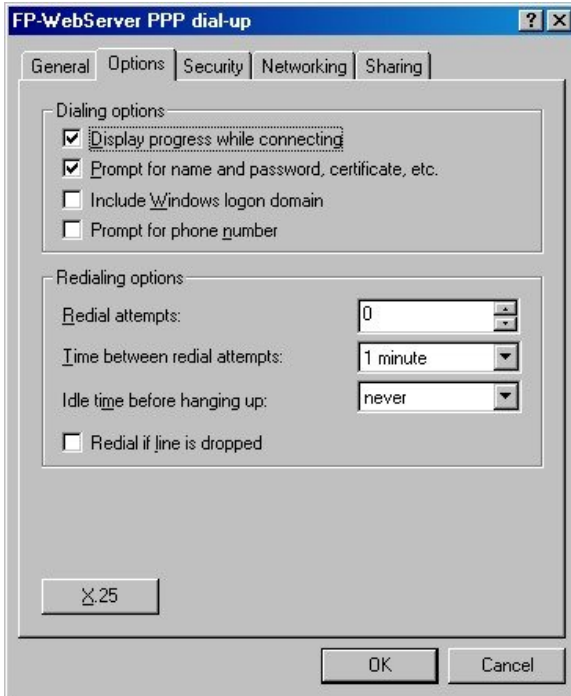 FP-WebServer PPP dial-up
General Options Security Networking Sharing
Dialing options
Display progress while connecting
Prompt for name and password, certificate, etc.
Include Windows logon domain
Prompt for phone number
Redialing options
Redial attempts: 0
Time between redial attempts: 1 minute
Idle time before hanging up: never
Redial if line is dropped
X.25
OK Cancel